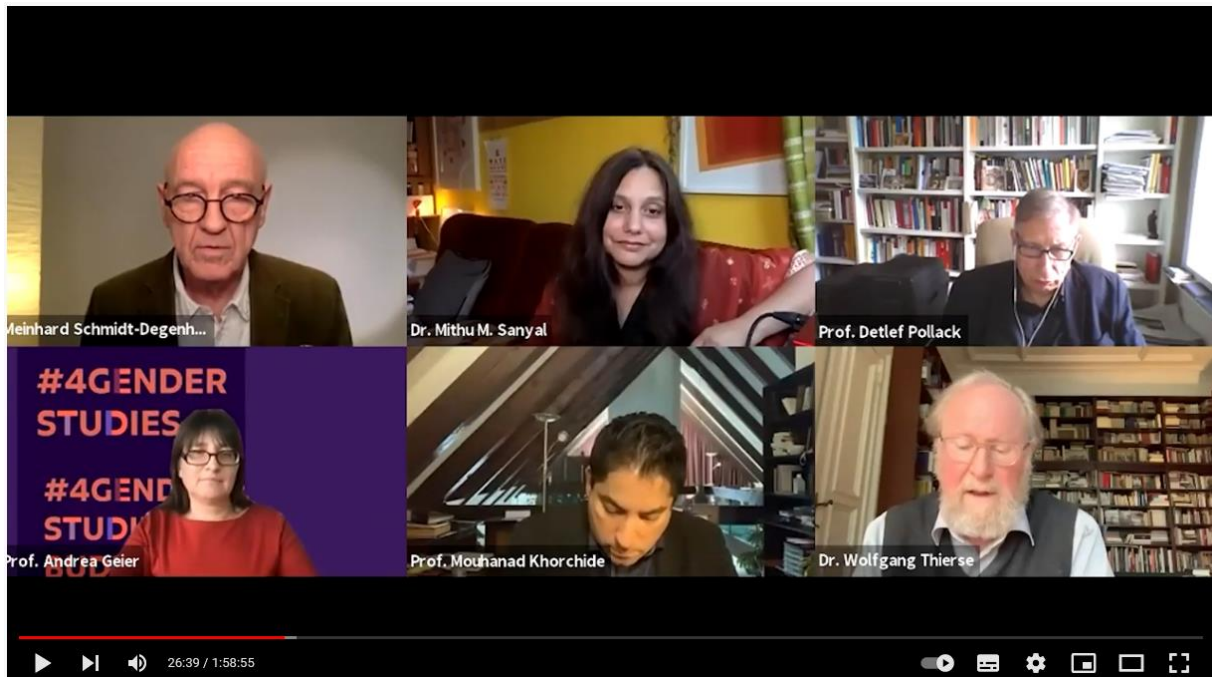 Meinhard Schmidt-Degenh...
Dr. Mithu M. Sanyal
Prof. Detlef Pollack
#4GENDER
STUDIES
#4GEND
STUDI
BUD
Prof. Andrea Geier
Prof. Mouhanad Khorchide
Dr. Wolfgang Thierse
26:39 / 1:58:55